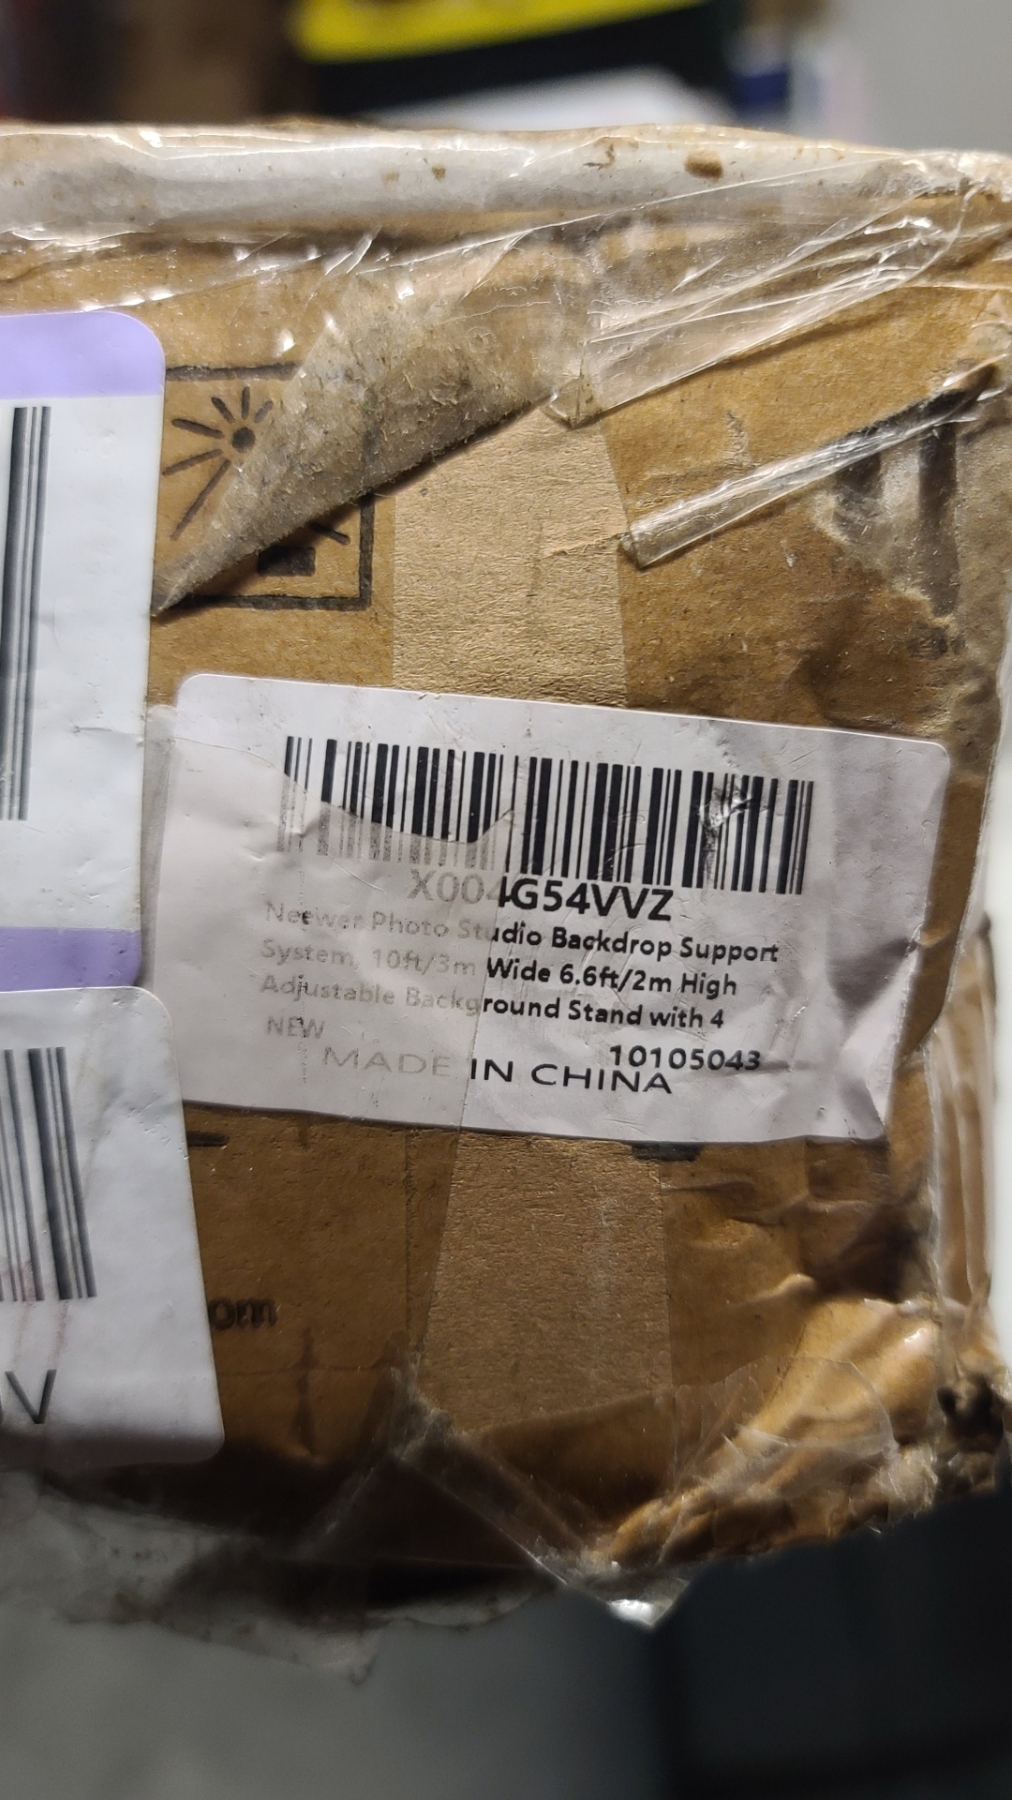 X004G54VVZ
Neewer Photo Studio Backdrop Support
System, 10ft/3m Wide 6.6ft/2m High
Adjustable Background Stand with 4
NEW
10105043
MADE IN CHINA
om
V